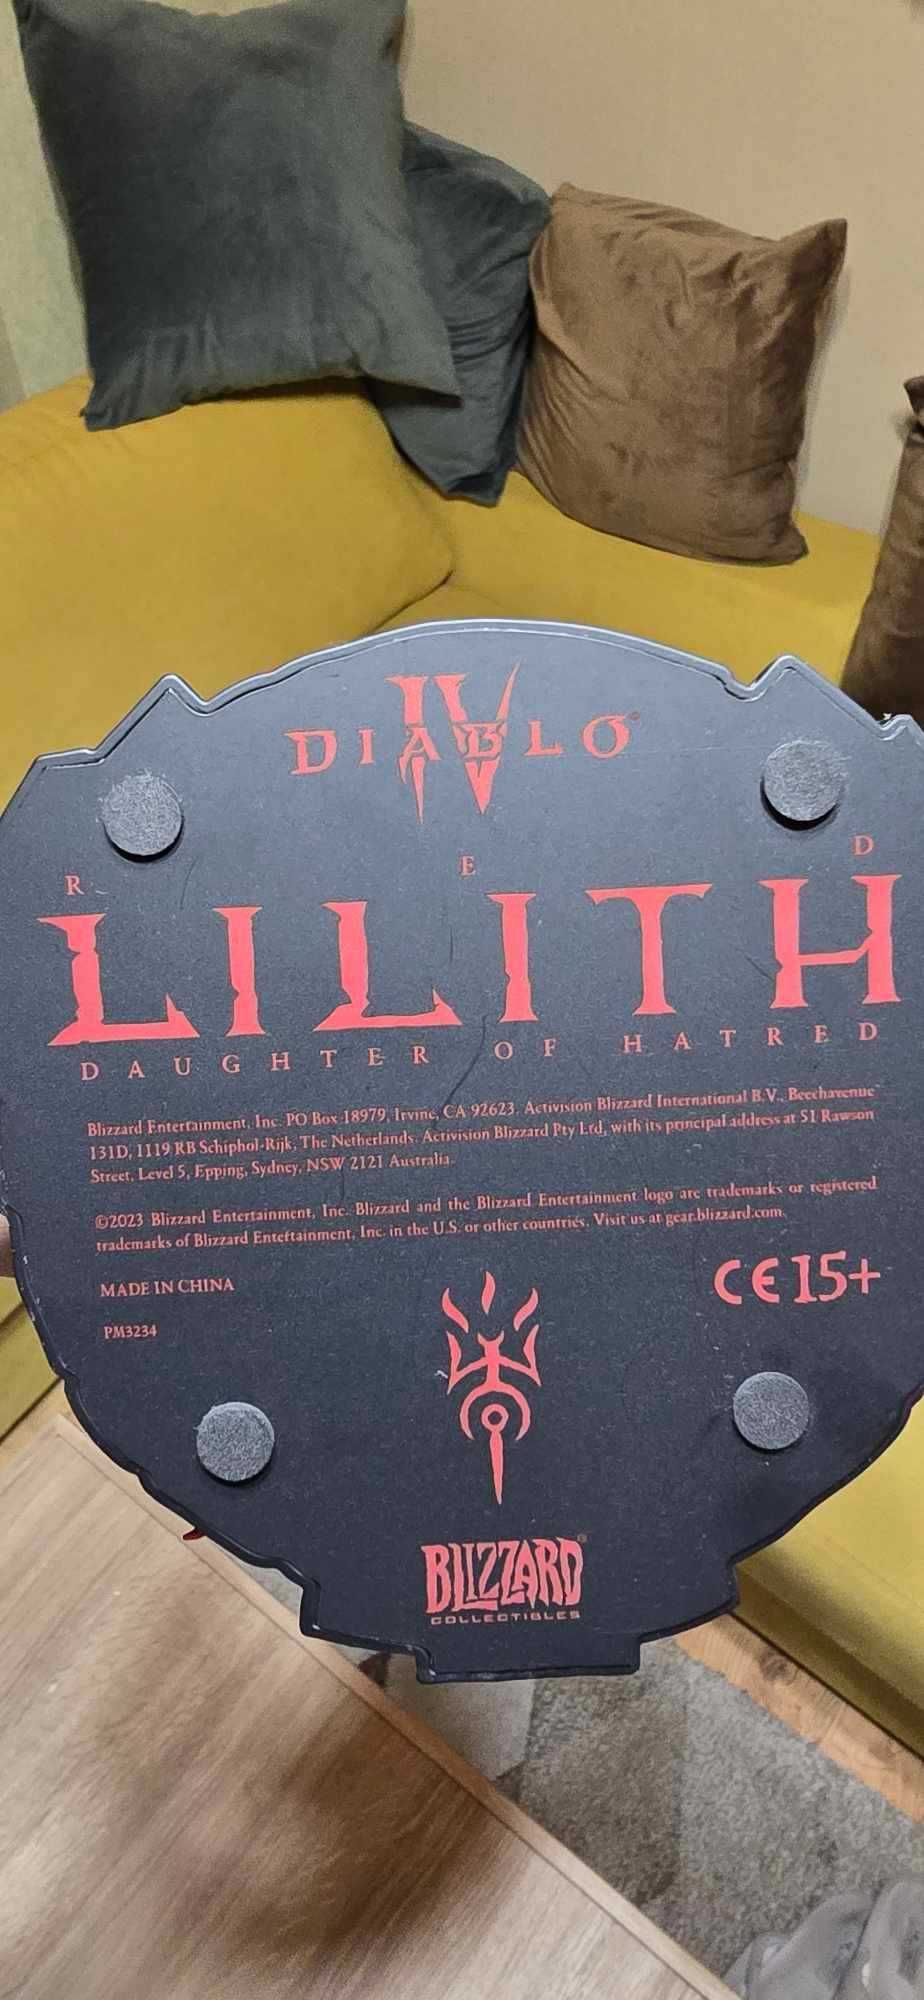 DIABLO®
IV
R E D
LILITH
DAUGHTER OF HATRED
Blizzard Entertainment, Inc. PO Box 18979, Irvine, CA 92623. Activision Blizzard International B.V., Beechavenue
131D, 1119 RB Schiphol-Rijk, The Netherlands. Activision Blizzard Pty Ltd, with its principal address at 51 Rawson
Street, Level 5, Epping, Sydney, NSW 2121 Australia.
©2023 Blizzard Entertainment, Inc. Blizzard and the Blizzard Entertainment logo are trademarks or registered
trademarks of Blizzard Entertainment, Inc. in the U.S. or other countries. Visit us at gear.blizzard.com.
MADE IN CHINA
CE 15+
PM3234
BLIZZARD®
COLLECTIBLES